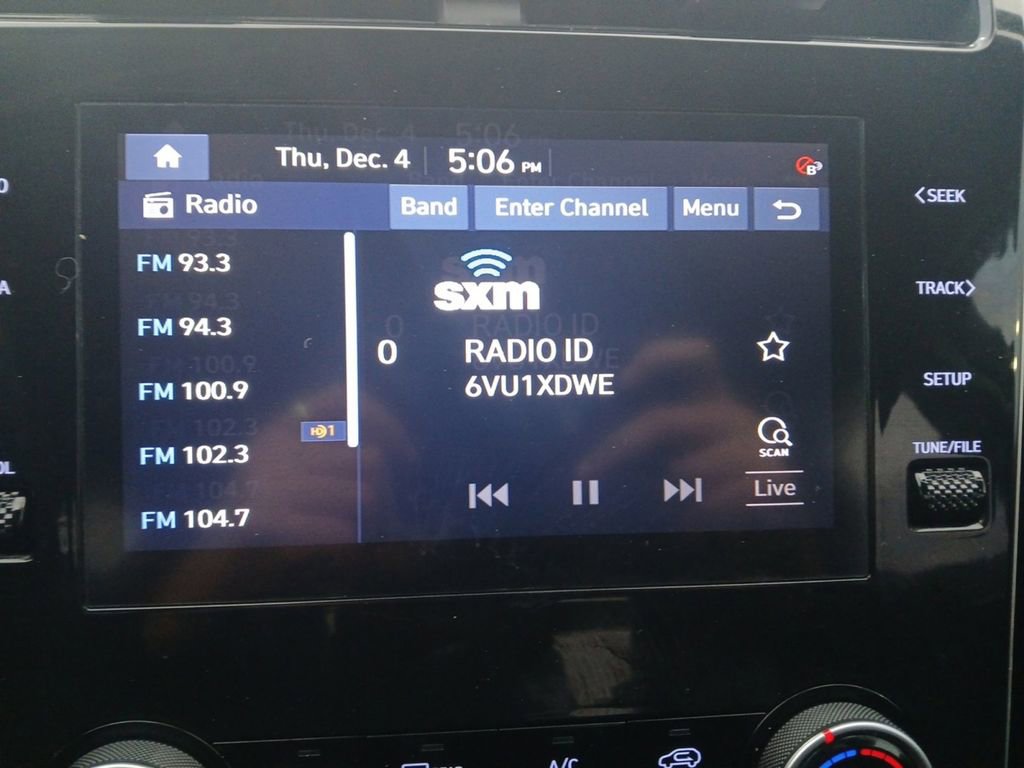 Thu, Dec. 4 5:06 PM
B
Radio Band Enter Channel Menu
<SEEK
FM 93.3
sxm
TRACK>
FM 94.3
0 RADIO ID
6VU1XDWE
SETUP
FM 100.9
HD1
SCAN
TUNE/FILE
FM 102.3
Live
FM 104.7
A/C